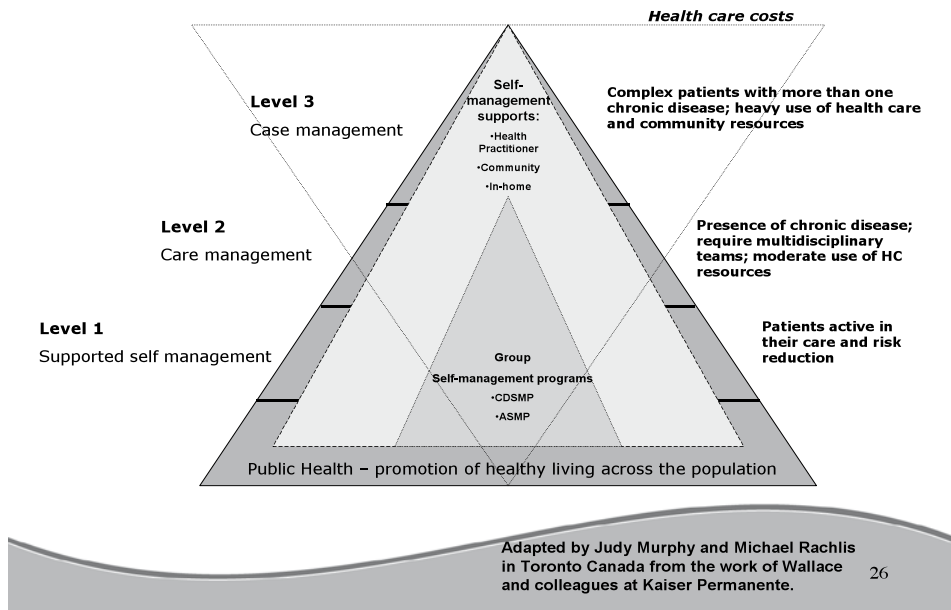 Health care costs
Self-
management
supports:
•Health
Practitioner
•Community
•In-home
Level 3
Case management
Complex patients with more than one
chronic disease; heavy use of health care
and community resources
Level 2
Care management
Presence of chronic disease;
require multidisciplinary
teams; moderate use of HC
resources
Level 1
Supported self management
Patients active in
their care and risk
reduction
Group
Self-management programs
•CDSMP
•ASMP
Public Health – promotion of healthy living across the population
Adapted by Judy Murphy and Michael Rachlis
in Toronto Canada from the work of Wallace
and colleagues at Kaiser Permanente.
26